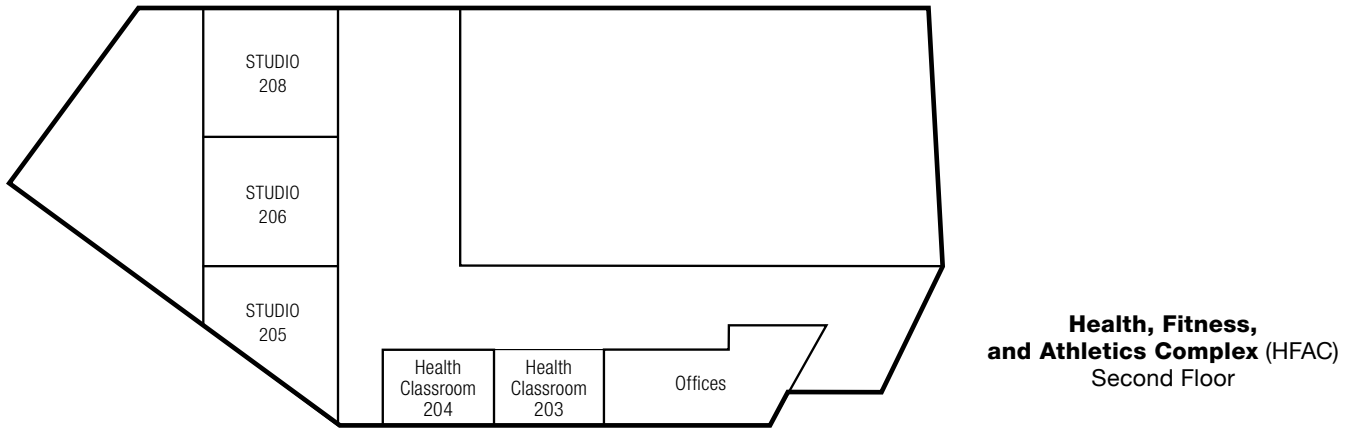 STUDIO
208
STUDIO
206
STUDIO
205
Health
Classroom
204
Health
Classroom
203
Offices
Health, Fitness,
and Athletics Complex (HFAC)
Second Floor